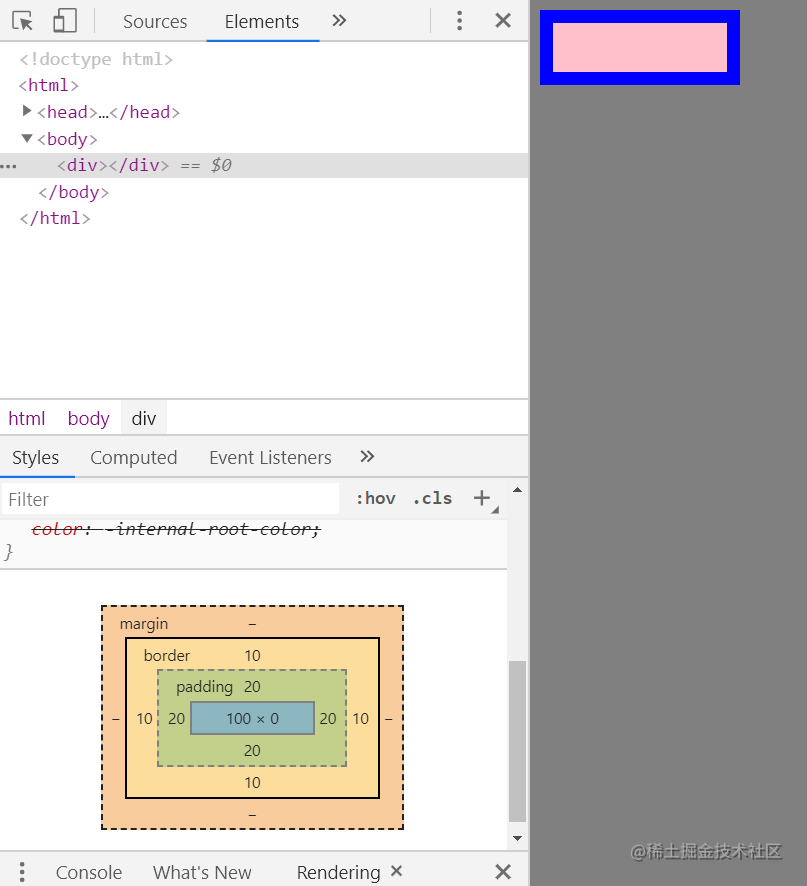 Sources Elements
<!doctype html>
<html>
<head>…</head>
<body>
<div></div> == $0
</body>
</html>
html body div
Styles Computed Event Listeners
Filter :hov .cls
color: -internal-root-color;
}
margin –
border 10
padding 20
– 10 20 100 × 0 20 10 –
20
10
–
@稀土掘金技术社区
Console What's New Rendering